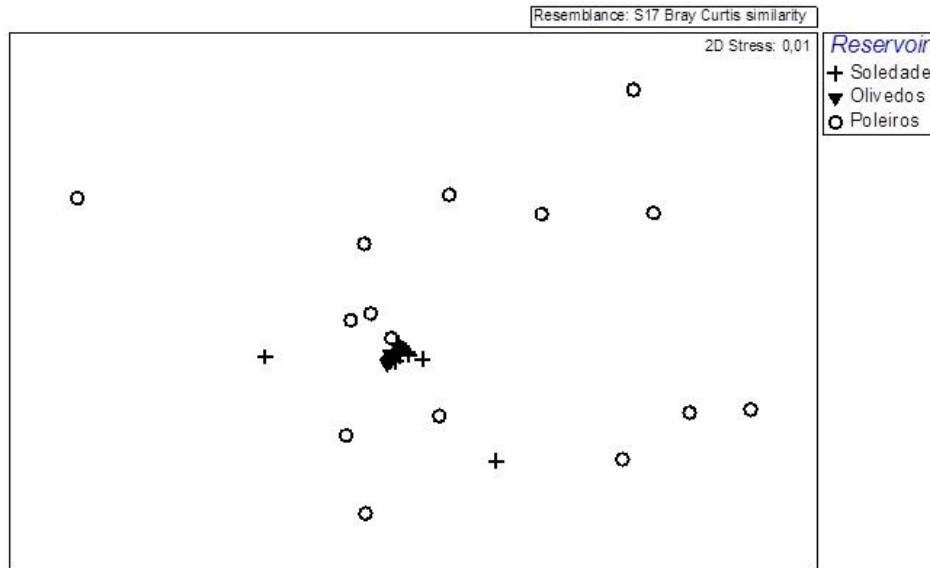 Resemblance: S17 Bray Curtis similarity
2D Stress: 0,01
Reservoir
Soledade
Olivedos
Poleiros